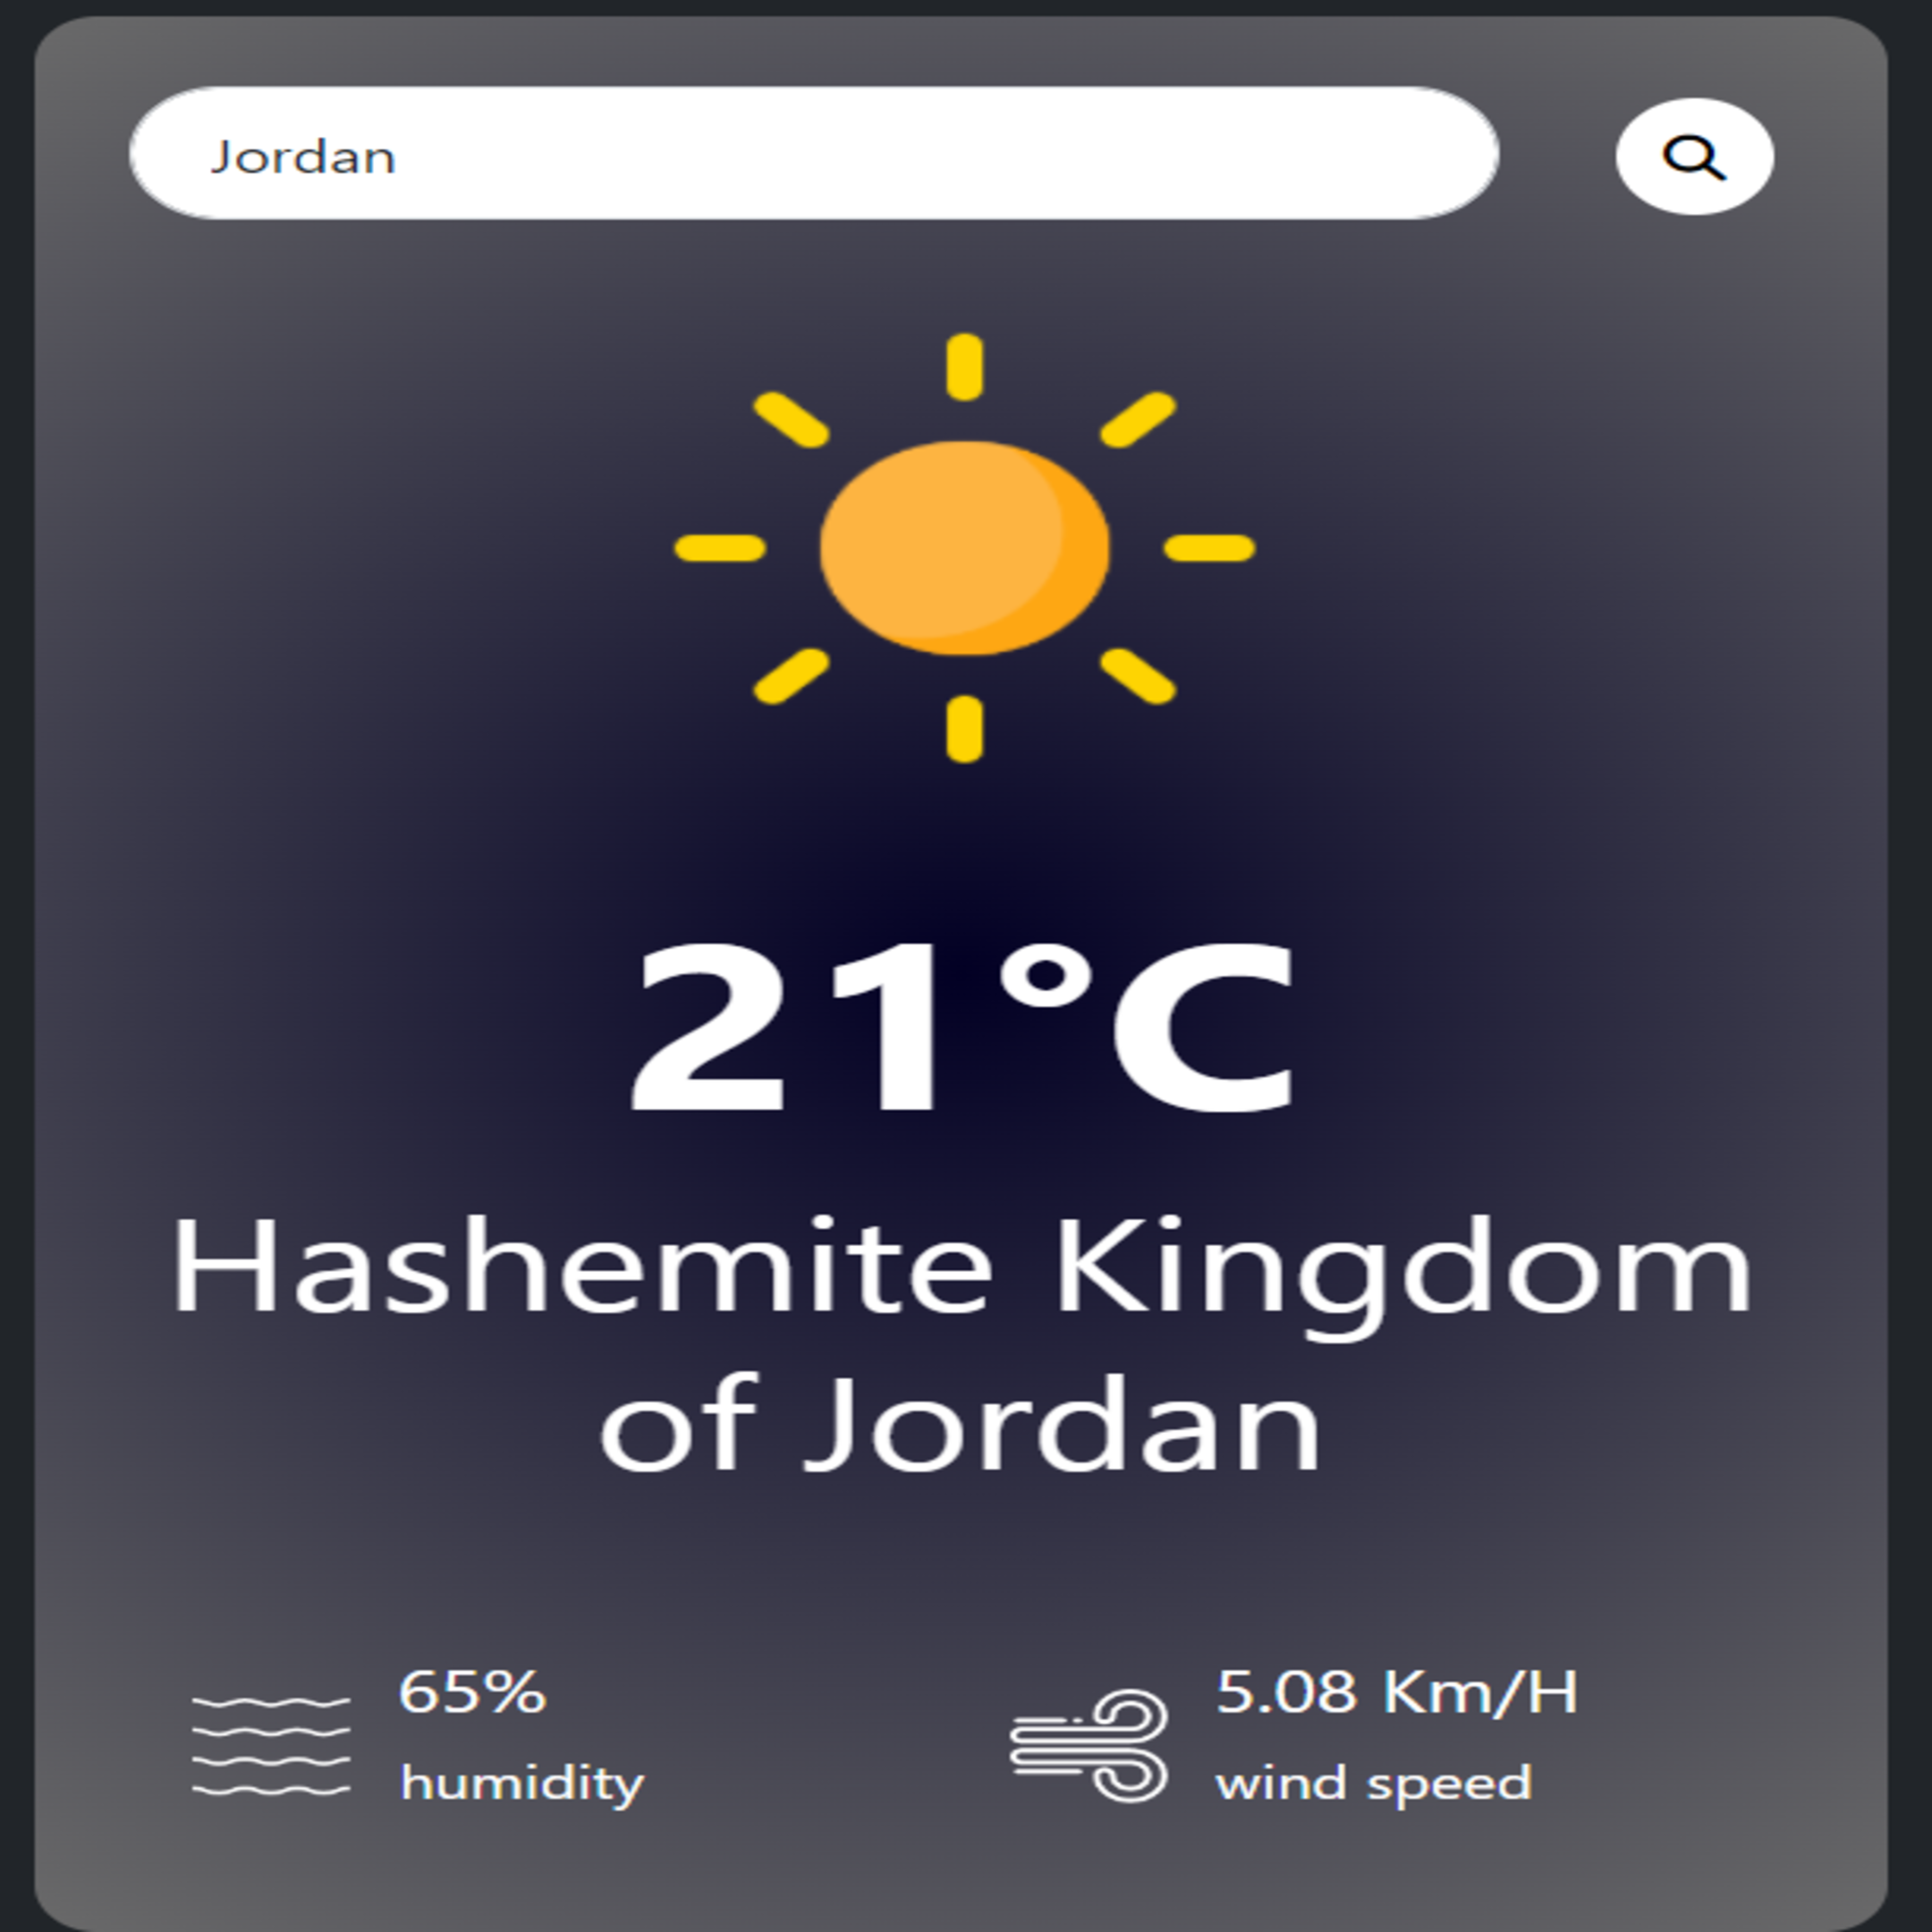 Jordan
21°C
Hashemite Kingdom
of Jordan
65%
humidity
5.08 Km/H
wind speed